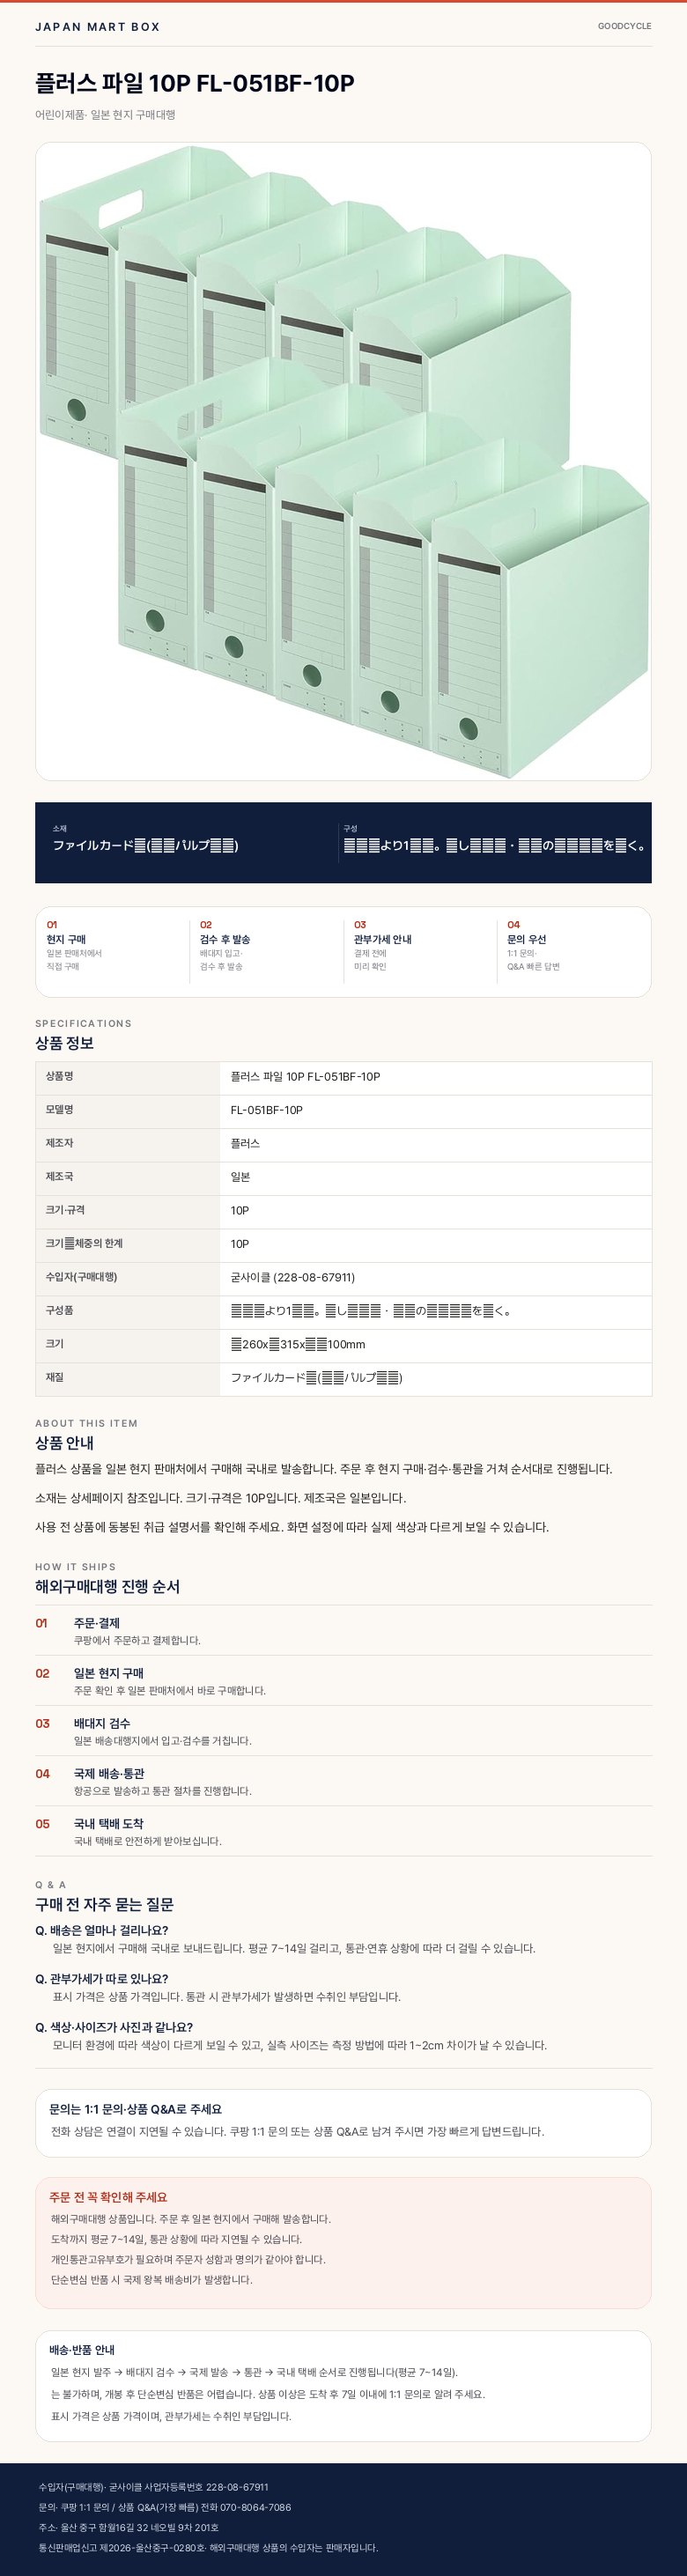 JAPAN MART BOX
GOODCYCLE
플러스 파일 10P FL-051BF-10P
어린이제품· 일본 현지 구매대행
소재
ファイルカード䷀(䷀䷀パルプ䷀䷀)
구성
䷀䷀䷀より1䷀䷀。䷀し䷀䷀䷀・䷀䷀の䷀䷀䷀䷀を䷀く。
01
현지 구매
일본 판매처에서
직접 구매
02
검수 후 발송
배대지 입고·
검수 후 발송
03
관부가세 안내
결제 전에
미리 확인
04
문의 우선
1:1 문의·
Q&A 빠른 답변
SPECIFICATIONS
상품 정보
상품명 플러스 파일 10P FL-051BF-10P
모델명 FL-051BF-10P
제조자 플러스
제조국 일본
크기·규격 10P
크기䷀체중의 한계 10P
수입자(구매대행) 굳사이클 (228-08-67911)
구성품 ䷀䷀䷀より1䷀䷀。䷀し䷀䷀䷀・䷀䷀の䷀䷀䷀䷀を䷀く。
크기 ䷀260x䷀315x䷀䷀100mm
재질 ファイルカード䷀(䷀䷀パルプ䷀䷀)
ABOUT THIS ITEM
상품 안내
플러스 상품을 일본 현지 판매처에서 구매해 국내로 발송합니다. 주문 후 현지 구매·검수·통관을 거쳐 순서대로 진행됩니다.
소재는 상세페이지 참조입니다. 크기·규격은 10P입니다. 제조국은 일본입니다.
사용 전 상품에 동봉된 취급 설명서를 확인해 주세요. 화면 설정에 따라 실제 색상과 다르게 보일 수 있습니다.
HOW IT SHIPS
해외구매대행 진행 순서
01 주문·결제
쿠팡에서 주문하고 결제합니다.
02 일본 현지 구매
주문 확인 후 일본 판매처에서 바로 구매합니다.
03 배대지 검수
일본 배송대행지에서 입고·검수를 거칩니다.
04 국제 배송·통관
항공으로 발송하고 통관 절차를 진행합니다.
05 국내 택배 도착
국내 택배로 안전하게 받아보십니다.
Q & A
구매 전 자주 묻는 질문
Q. 배송은 얼마나 걸리나요?
일본 현지에서 구매해 국내로 보내드립니다. 평균 7~14일 걸리고, 통관·연휴 상황에 따라 더 걸릴 수 있습니다.
Q. 관부가세가 따로 있나요?
표시 가격은 상품 가격입니다. 통관 시 관부가세가 발생하면 수취인 부담입니다.
Q. 색상·사이즈가 사진과 같나요?
모니터 환경에 따라 색상이 다르게 보일 수 있고, 실측 사이즈는 측정 방법에 따라 1~2cm 차이가 날 수 있습니다.
문의는 1:1 문의·상품 Q&A로 주세요
전화 상담은 연결이 지연될 수 있습니다. 쿠팡 1:1 문의 또는 상품 Q&A로 남겨 주시면 가장 빠르게 답변드립니다.
주문 전 꼭 확인해 주세요
해외구매대행 상품입니다. 주문 후 일본 현지에서 구매해 발송합니다.
도착까지 평균 7~14일, 통관 상황에 따라 지연될 수 있습니다.
개인통관고유부호가 필요하며 주문자 성함과 명의가 같아야 합니다.
단순변심 반품 시 국제 왕복 배송비가 발생합니다.
배송·반품 안내
일본 현지 발주 → 배대지 검수 → 국제 발송 → 통관 → 국내 택배 순서로 진행됩니다(평균 7~14일).
는 불가하며, 개봉 후 단순변심 반품은 어렵습니다. 상품 이상은 도착 후 7일 이내에 1:1 문의로 알려 주세요.
표시 가격은 상품 가격이며, 관부가세는 수취인 부담입니다.
수입자(구매대행)· 굳사이클 사업자등록번호 228-08-67911
문의· 쿠팡 1:1 문의 / 상품 Q&A(가장 빠름) 전화 070-8064-7086
주소· 울산 중구 함월16길 32 네오빌 9차 201호
통신판매업신고 제2026-울산중구-0280호· 해외구매대행 상품의 수입자는 판매자입니다.